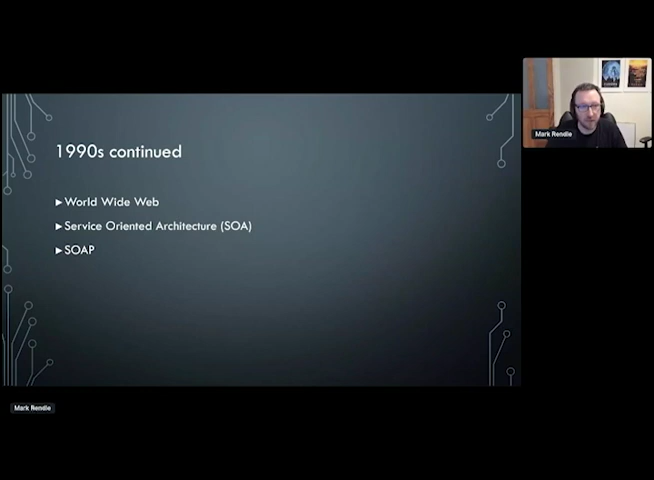 1990s continued
►World Wide Web
►Service Oriented Architecture (SOA)
►SOAP
Mark Rendle
Mark Rendle